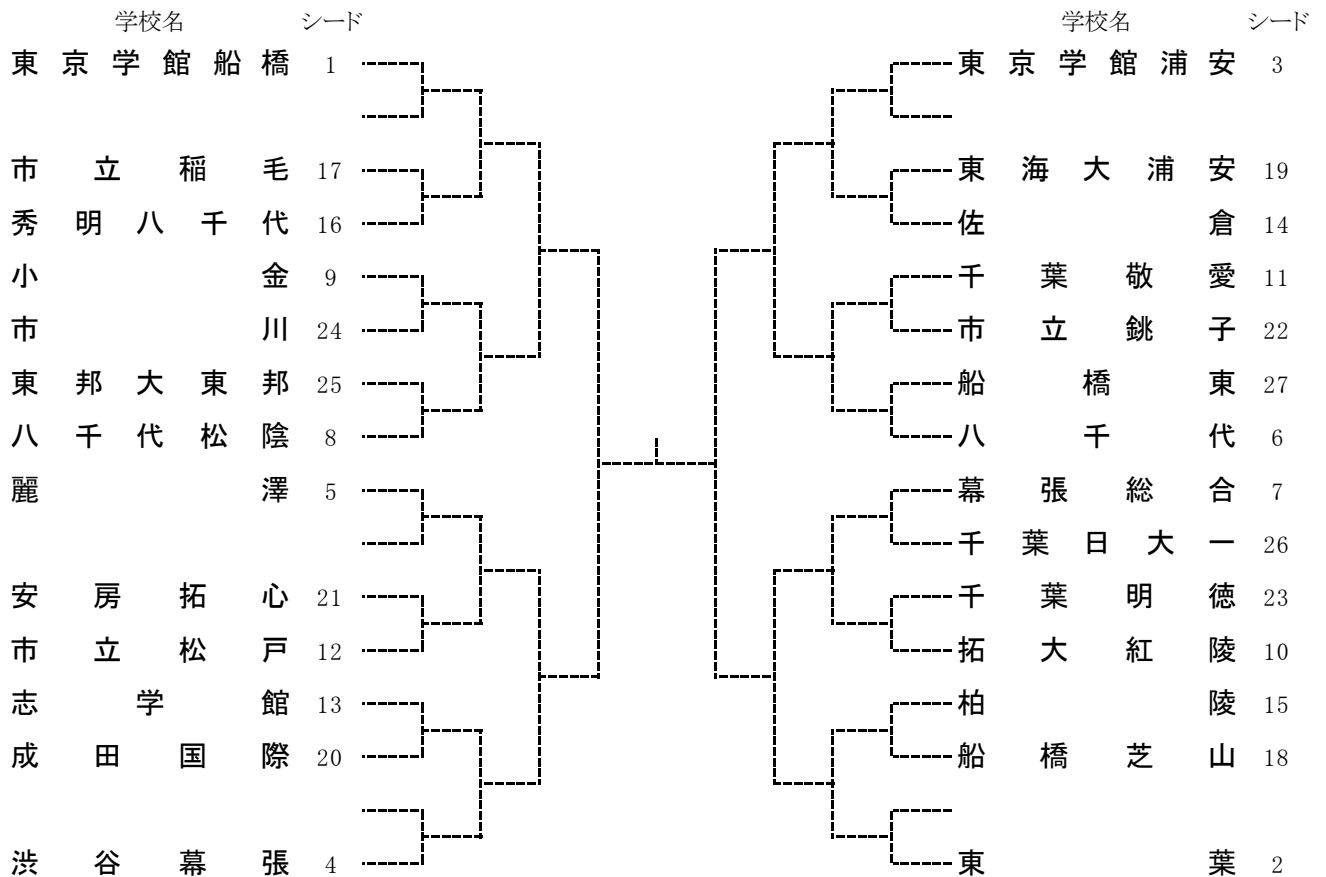 学校名 シード 学校名 シード
東京学館船橋 1 東京学館浦安 3
市立稲毛 17 東海大浦安 19
秀明八千代 16 佐倉 14
小金 9 千葉敬愛 11
市川 24 市立銚子 22
東邦大東邦 25 船橋東 27
八千代松陰 8 八千代 6
麗澤 5 幕張総合 7
千葉日大一 26
安房拓心 21 千葉明徳 23
市立松戸 12 拓大紅陵 10
志学館 13 柏陵 15
成田国際 20 船橋芝山 18
渋谷幕張 4 東葉 2